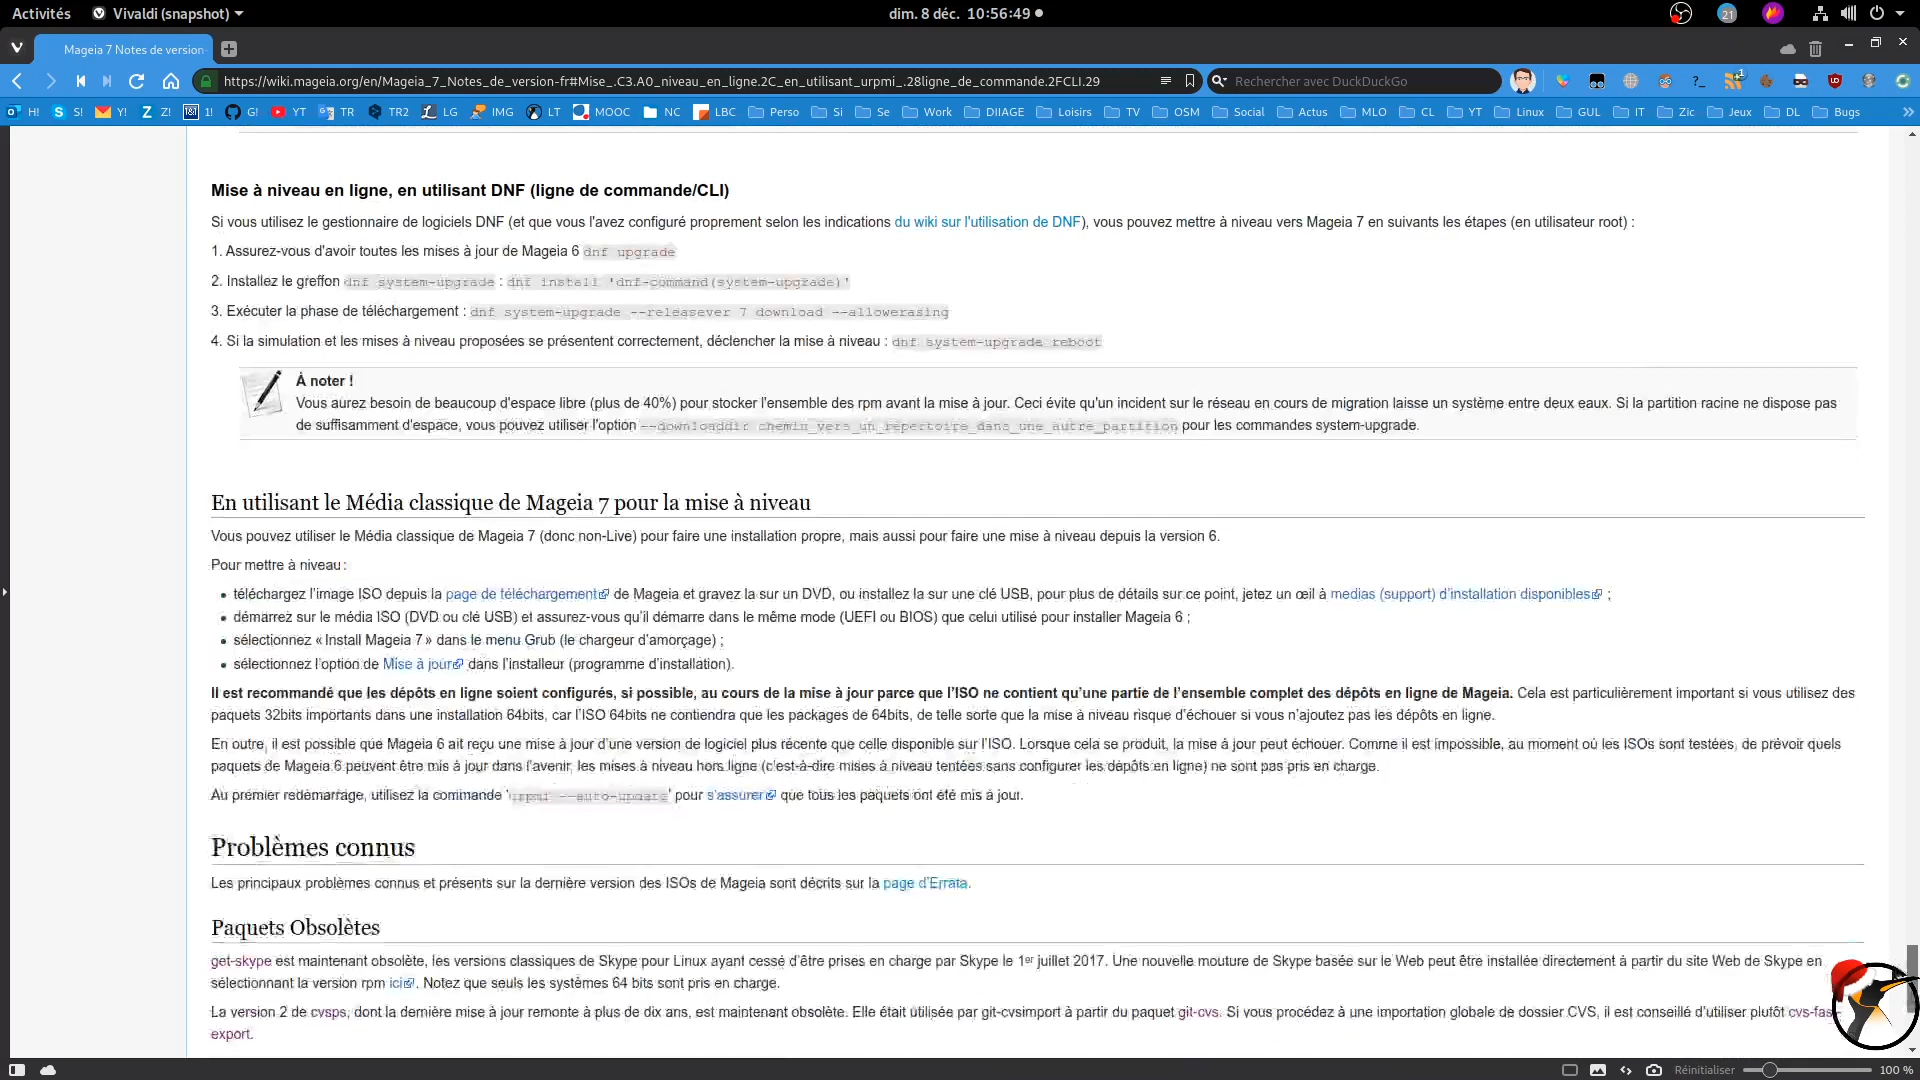 Activités Vivaldi (snapshot) dim. 8 déc. 10:56:49 21
Mageia 7 Notes de version
https://wiki.mageia.org/en/Mageia_7_Notes_de_version-fr#Mise_.C3.A0_niveau_en_ligne.2C_en_utilisant_urpmi_.28ligne_de_commande.2FCLI.29 Rechercher avec DuckDuckGo
H! S! Y! Z! 1! G! YT TR TR2 LG IMG LT MOOC NC LBC Perso Si Se Work DIIAGE Loisirs TV OSM Social Actus MLO CL YT Linux GUL IT Zic Jeux DL Bugs
Mise à niveau en ligne, en utilisant DNF (ligne de commande/CLI)
Si vous utilisez le gestionnaire de logiciels DNF (et que vous l'avez configuré proprement selon les indications du wiki sur l'utilisation de DNF), vous pouvez mettre à niveau vers Mageia 7 en suivants les étapes (en utilisateur root) :
1. Assurez-vous d'avoir toutes les mises à jour de Mageia 6 dnf upgrade
2. Installez le greffon dnf system-upgrade : dnf install 'dnf-command(system-upgrade)'
3. Exécuter la phase de téléchargement : dnf system-upgrade --releasever 7 download --allowerasing
4. Si la simulation et les mises à niveau proposées se présentent correctement, déclencher la mise à niveau : dnf system-upgrade reboot
À noter !
Vous aurez besoin de beaucoup d'espace libre (plus de 40%) pour stocker l'ensemble des rpm avant la mise à jour. Ceci évite qu'un incident sur le réseau en cours de migration laisse un système entre deux eaux. Si la partition racine ne dispose pas
de suffisamment d'espace, vous pouvez utiliser l'option --downloaddir chemin_vers_un_répertoire_dans_une_autre_partition pour les commandes system-upgrade.
En utilisant le Média classique de Mageia 7 pour la mise à niveau
Vous pouvez utiliser le Média classique de Mageia 7 (donc non-Live) pour faire une installation propre, mais aussi pour faire une mise à niveau depuis la version 6.
Pour mettre à niveau :
• téléchargez l'image ISO depuis la page de téléchargement de Mageia et gravez la sur un DVD, ou installez la sur une clé USB, pour plus de détails sur ce point, jetez un œil à medias (support) d'installation disponibles ;
• démarrez sur le média ISO (DVD ou clé USB) et assurez-vous qu'il démarre dans le même mode (UEFI ou BIOS) que celui utilisé pour installer Mageia 6 ;
• sélectionnez « Install Mageia 7 » dans le menu Grub (le chargeur d'amorçage) ;
• sélectionnez l'option de Mise à jour dans l'installeur (programme d'installation).
Il est recommandé que les dépôts en ligne soient configurés, si possible, au cours de la mise à jour parce que l'ISO ne contient qu'une partie de l'ensemble complet des dépôts en ligne de Mageia. Cela est particulièrement important si vous utilisez des
paquets 32bits importants dans une installation 64bits, car l'ISO 64bits ne contiendra que les packages de 64bits, de telle sorte que la mise à niveau risque d'échouer si vous n'ajoutez pas les dépôts en ligne.
En outre, il est possible que Mageia 6 ait reçu une mise à jour d'une version de logiciel plus récente que celle disponible sur l'ISO. Lorsque cela se produit, la mise à jour peut échouer. Comme il est impossible, au moment où les ISOs sont testées, de prévoir quels
paquets de Mageia 6 peuvent être mis à jour dans l'avenir, les mises à niveau hors ligne (c'est-à-dire mises à niveau tentées sans configurer les dépôts en ligne) ne sont pas pris en charge.
Au premier redémarrage, utilisez la commande 'urpmi --auto-update' pour s'assurer que tous les paquets ont été mis à jour.
Problèmes connus
Les principaux problèmes connus et présents sur la dernière version des ISOs de Mageia sont décrits sur la page d'Errata.
Paquets Obsolètes
get-skype est maintenant obsolète, les versions classiques de Skype pour Linux ayant cessé d'être prises en charge par Skype le 1er juillet 2017. Une nouvelle mouture de Skype basée sur le Web peut être installée directement à partir du site Web de Skype en
sélectionnant la version rpm ici. Notez que seuls les systèmes 64 bits sont pris en charge.
La version 2 de cvsps, dont la dernière mise à jour remonte à plus de dix ans, est maintenant obsolète. Elle était utilisée par git-cvsimport à partir du paquet git-cvs. Si vous procédez à une importation globale de dossier CVS, il est conseillé d'utiliser plutôt cvs-fas
export.
Réinitialiser 100 %